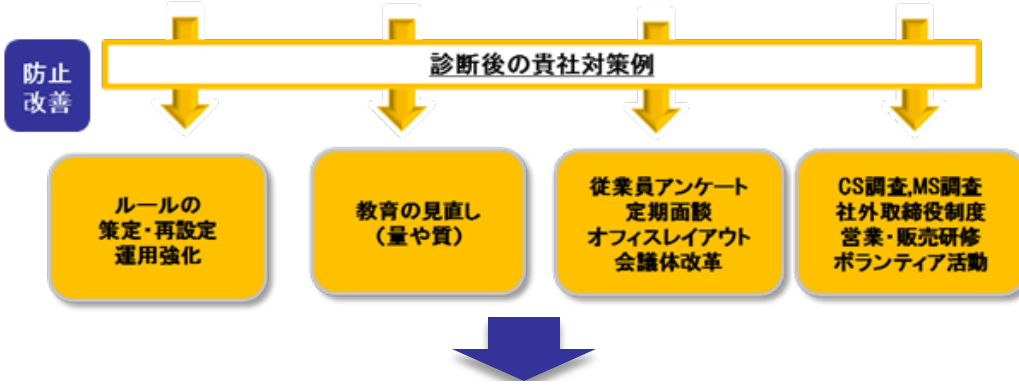 診断後の貴社対策例
防止
改善
ルールの
策定・再設定
運用強化
教育の見直し
(量や質)
従業員アンケート
定期面談
オフィスレイアウト
会議体改革
CS調査,MS調査
社外取締役制度
営業・販売研修
ボランティア活動